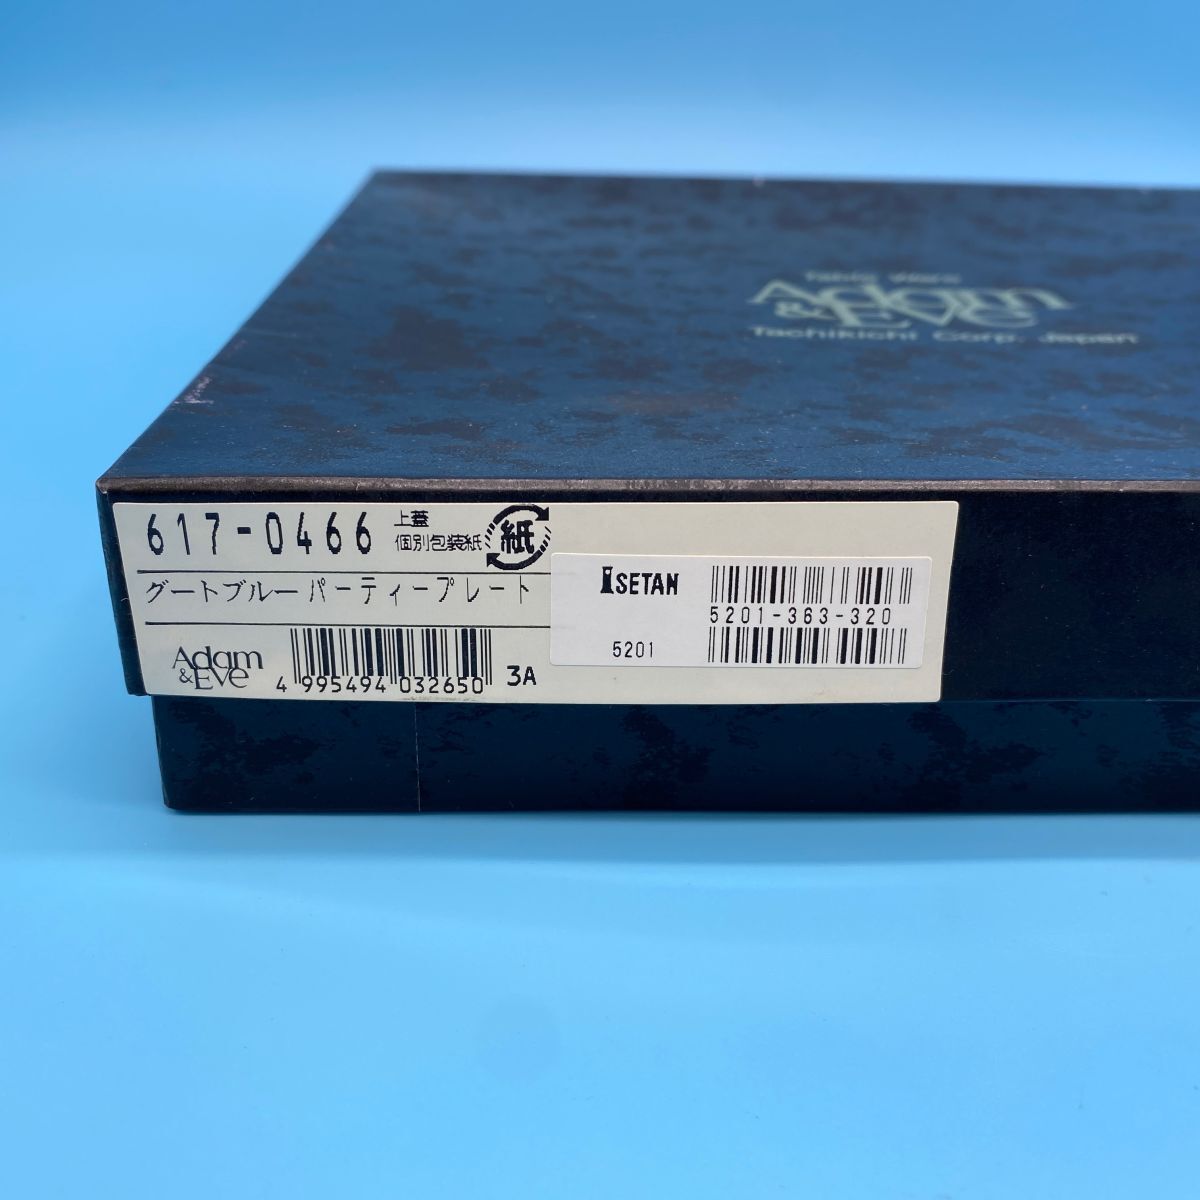 Table Ware
Adam
& Eve
Tachikichi Corp. Japan
617-0466
上蓋
個別包装紙
紙
グートブルーパーティープレート
Adam
& Eve
4 995494 032650
3A
ISETAN
5201-363-320
5201